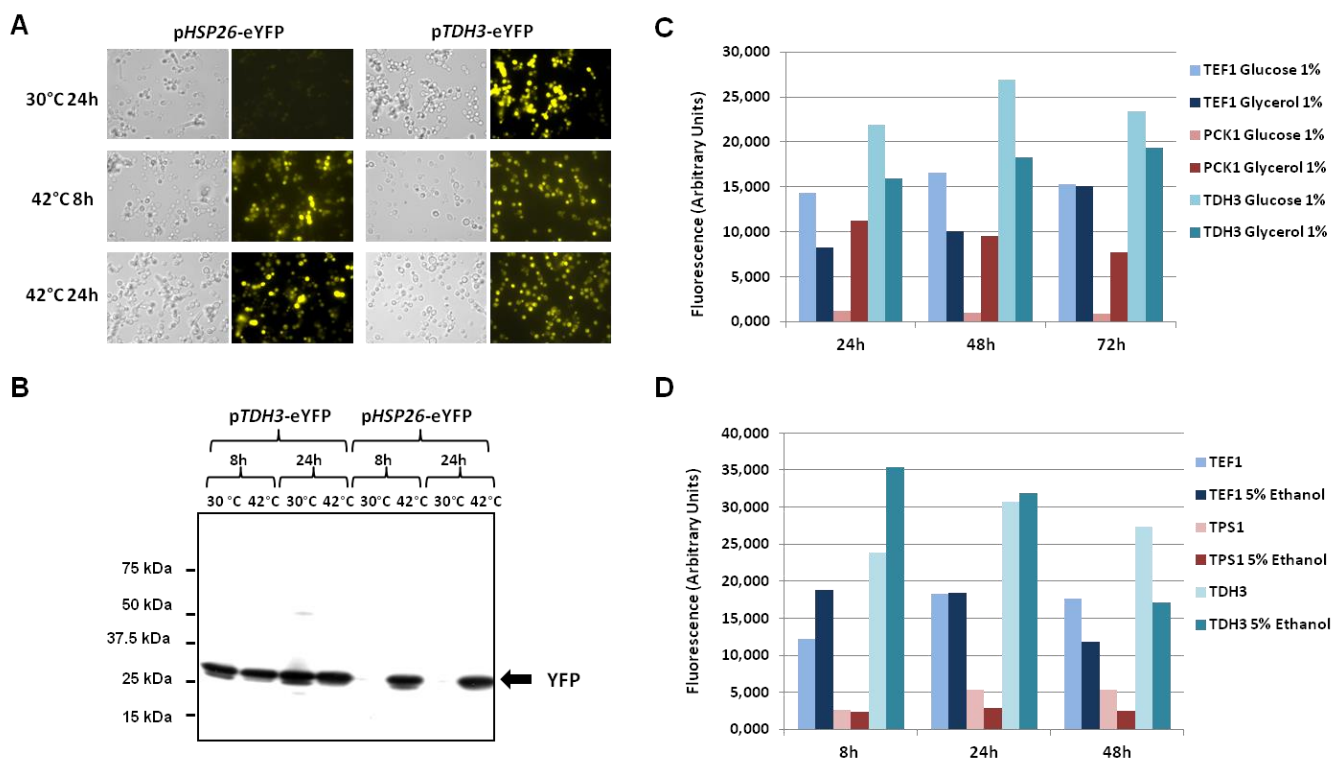 A
pHSP26-eYFP pTDH3-eYFP
30°C 24h
42°C 8h
42°C 24h
B
pTDH3-eYFP pHSP26-eYFP
8h 24h 8h 24h
30 °C 42°C 30°C 42°C 30°C 42°C 30°C 42°C
75 kDa
50 kDa
37.5 kDa
25 kDa
15 kDa
YFP
C
Fluorescence (Arbitrary Units)
30,000
25,000
20,000
15,000
10,000
5,000
0,000
24h 48h 72h
TEF1 Glucose 1%
TEF1 Glycerol 1%
PCK1 Glucose 1%
PCK1 Glycerol 1%
TDH3 Glucose 1%
TDH3 Glycerol 1%
D
Fluorescence (Arbitrary Units)
40,000
35,000
30,000
25,000
20,000
15,000
10,000
5,000
0,000
8h 24h 48h
TEF1
TEF1 5% Ethanol
TPS1
TPS1 5% Ethanol
TDH3
TDH3 5% Ethanol